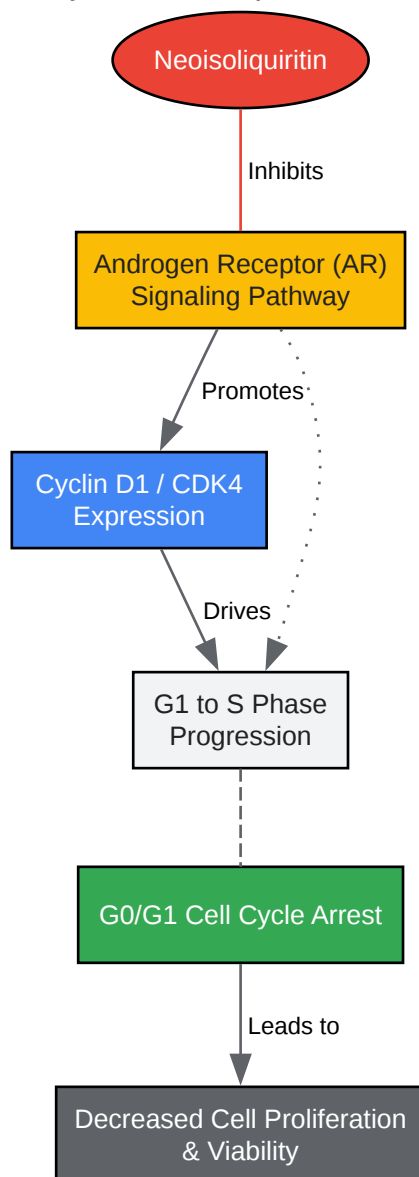 Neoisoliquiritin
Inhibits
Androgen Receptor (AR)
Signaling Pathway
Promotes
Cyclin D1 / CDK4
Expression
Drives
G1 to S Phase
Progression
G0/G1 Cell Cycle Arrest
Leads to
Decreased Cell Proliferation
& Viability